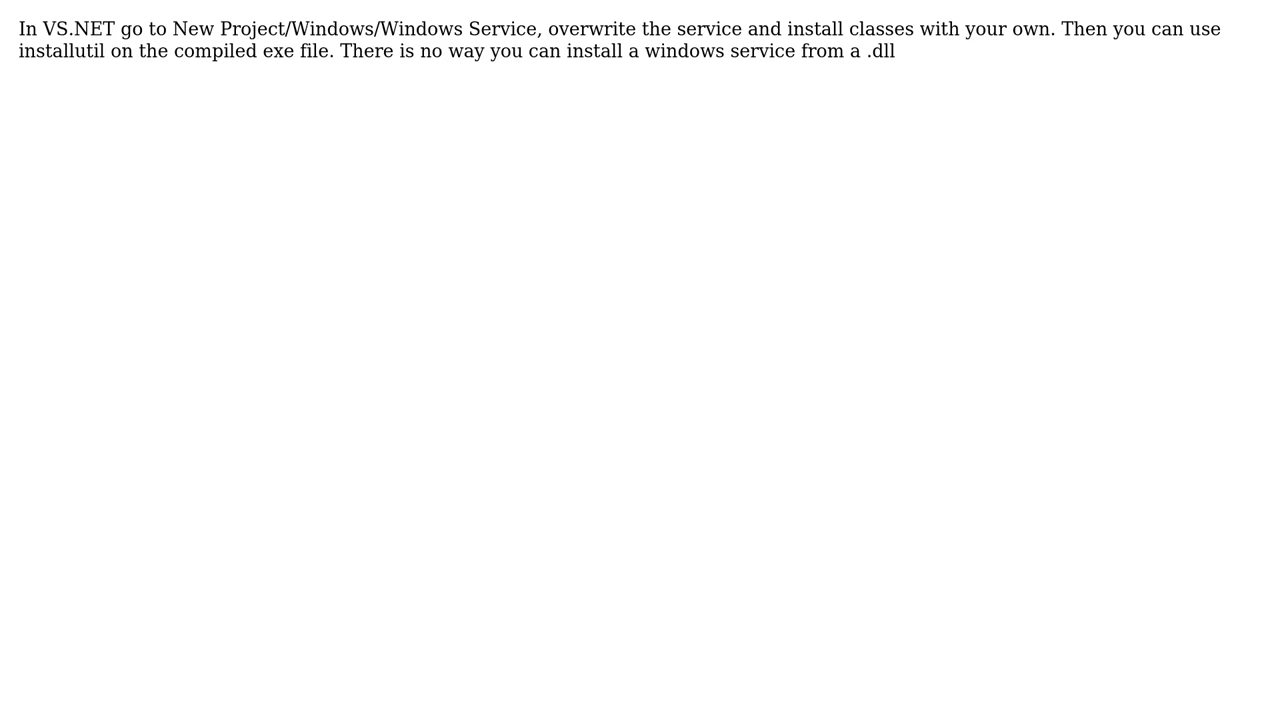 In VS.NET go to New Project/Windows/Windows Service, overwrite the service and install classes with your own. Then you can use
installutil on the compiled exe file. There is no way you can install a windows service from a .dll